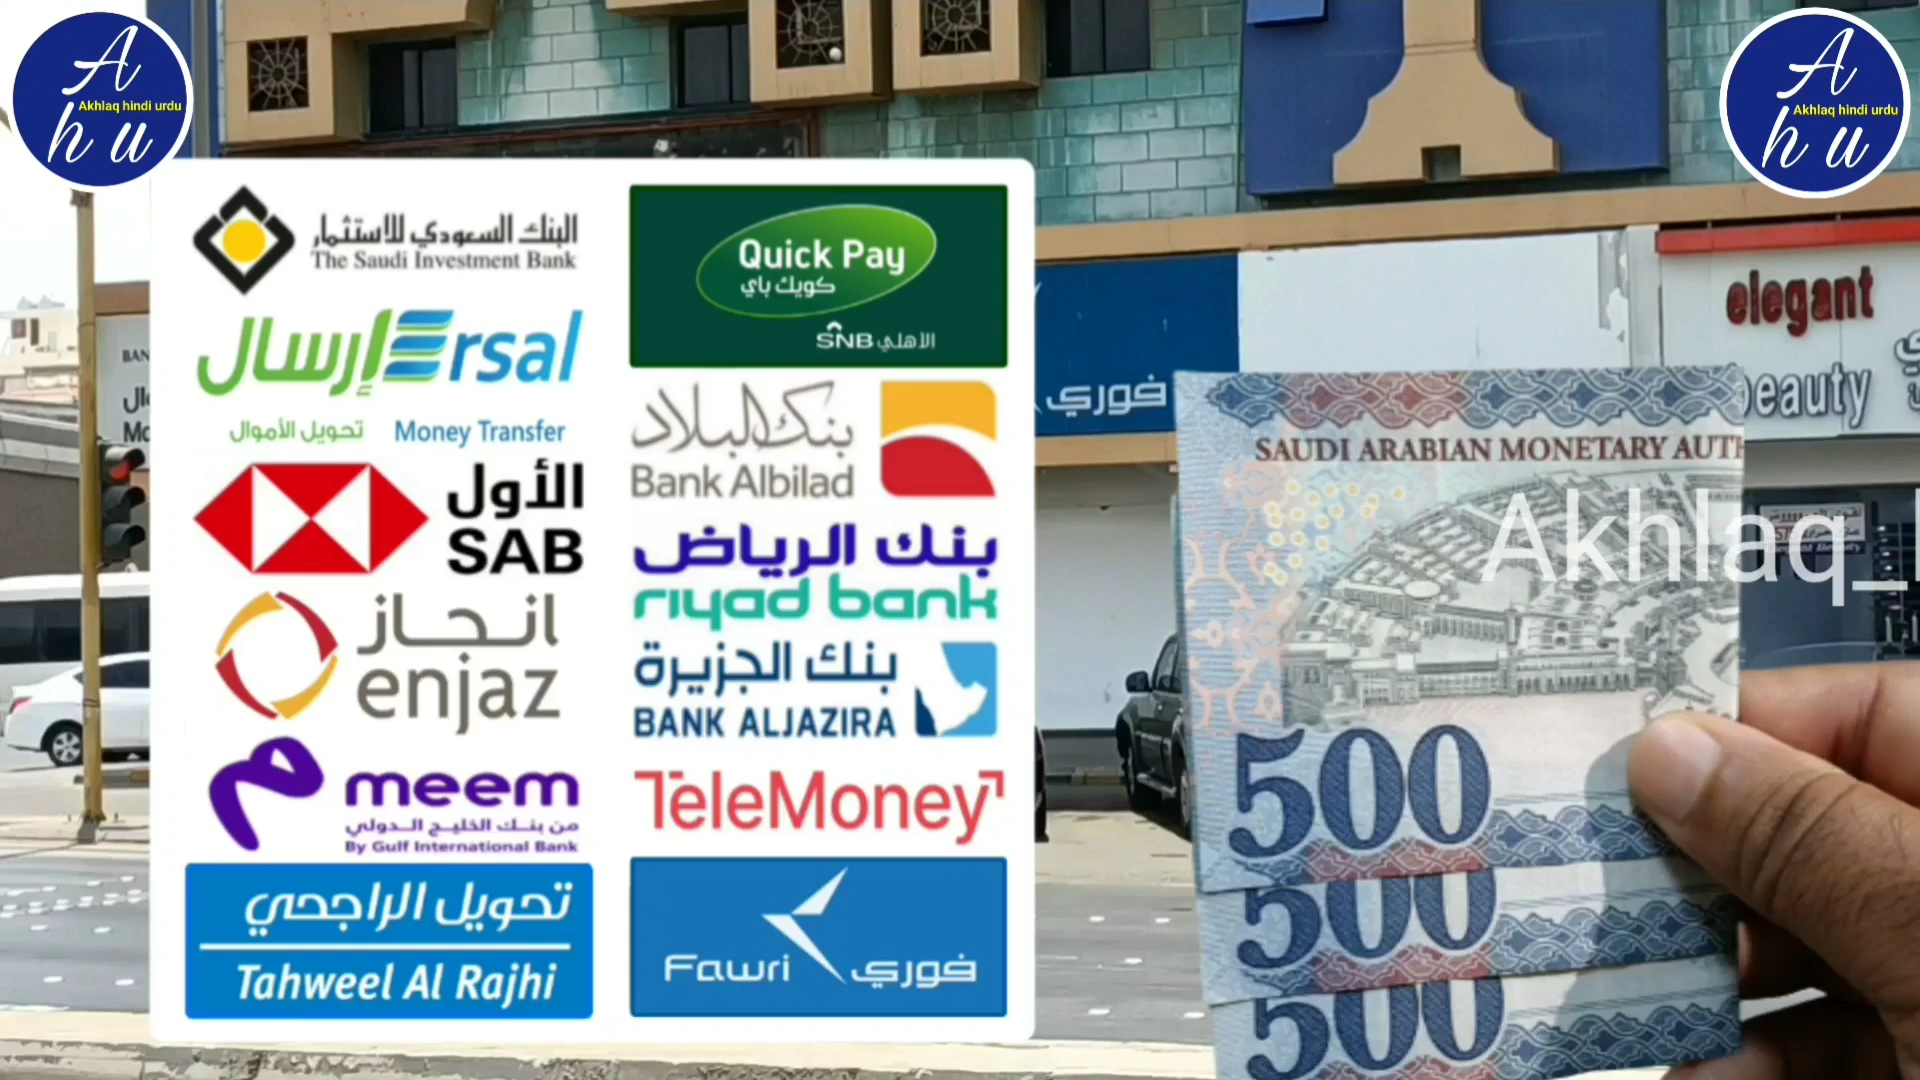 A
Akhlaq hindi urdu
h u
A
Akhlaq hindi urdu
h u
البنك السعودي للاستثمار
The Saudi Investment Bank
Quick Pay
كويك باي
SNB الأهلي
إرسال Ersal
تحويل الأموال Money Transfer
بنك البلاد
Bank Albilad
الأول
SAB
بنك الرياض
riyad bank
انجاز
enjaz
بنك الجزيرة
BANK ALJAZIRA
meem
من بنك الخليج الدولي
By Gulf International Bank
TeleMoney
تحويل الراجحي
Tahweel Al Rajhi
Fawri فوري
فوري
elegant
beauty
SAUDI ARABIAN MONETARY AUTH
Akhlaq_
500
500
500